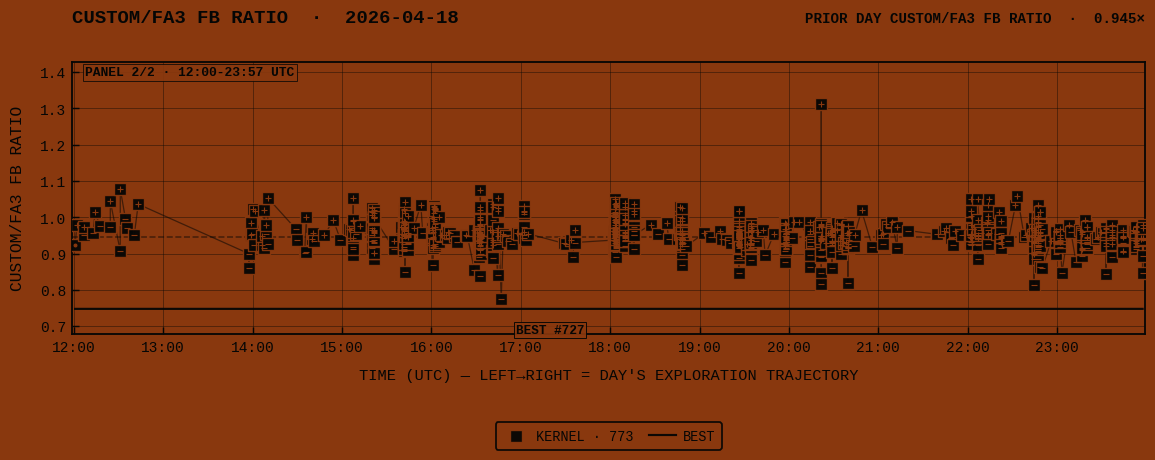 CUSTOM/FA3 FB RATIO · 2026-04-18
PRIOR DAY CUSTOM/FA3 FB RATIO · 0.945×
PANEL 2/2 · 12:00-23:57 UTC
CUSTOM/FA3 FB RATIO
1.4
1.3
1.2
1.1
1.0
0.9
0.8
0.7
BEST #727
12:00 13:00 14:00 15:00 16:00 17:00 18:00 19:00 20:00 21:00 22:00 23:00
TIME (UTC) — LEFT→RIGHT = DAY'S EXPLORATION TRAJECTORY
KERNEL · 773 BEST